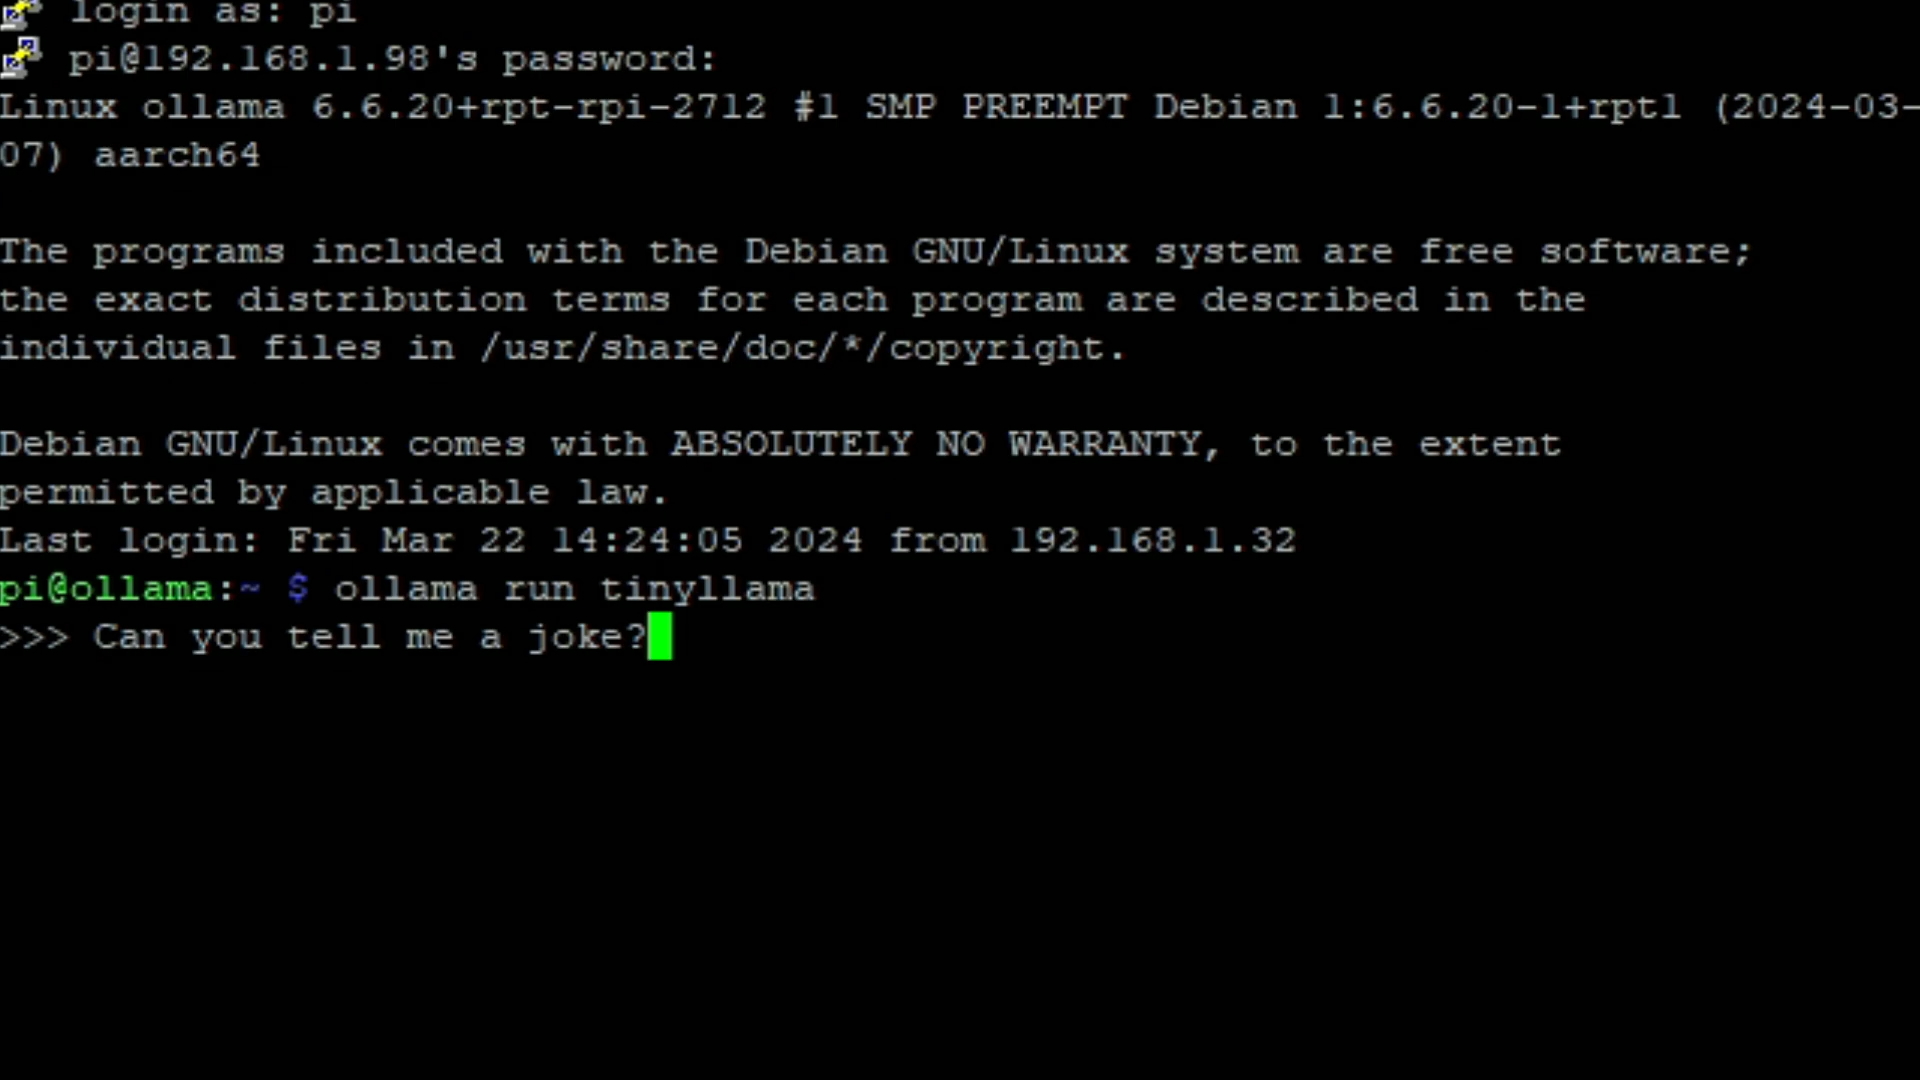 login as: pi
pi@192.168.1.98's password:
Linux ollama 6.6.20+rpt-rpi-2712 #1 SMP PREEMPT Debian 1:6.6.20-1+rpt1 (2024-03-
07) aarch64
The programs included with the Debian GNU/Linux system are free software;
the exact distribution terms for each program are described in the
individual files in /usr/share/doc/*/copyright.
Debian GNU/Linux comes with ABSOLUTELY NO WARRANTY, to the extent
permitted by applicable law.
Last login: Fri Mar 22 14:24:05 2024 from 192.168.1.32
pi@ollama:~ $ ollama run tinyllama
>>> Can you tell me a joke?